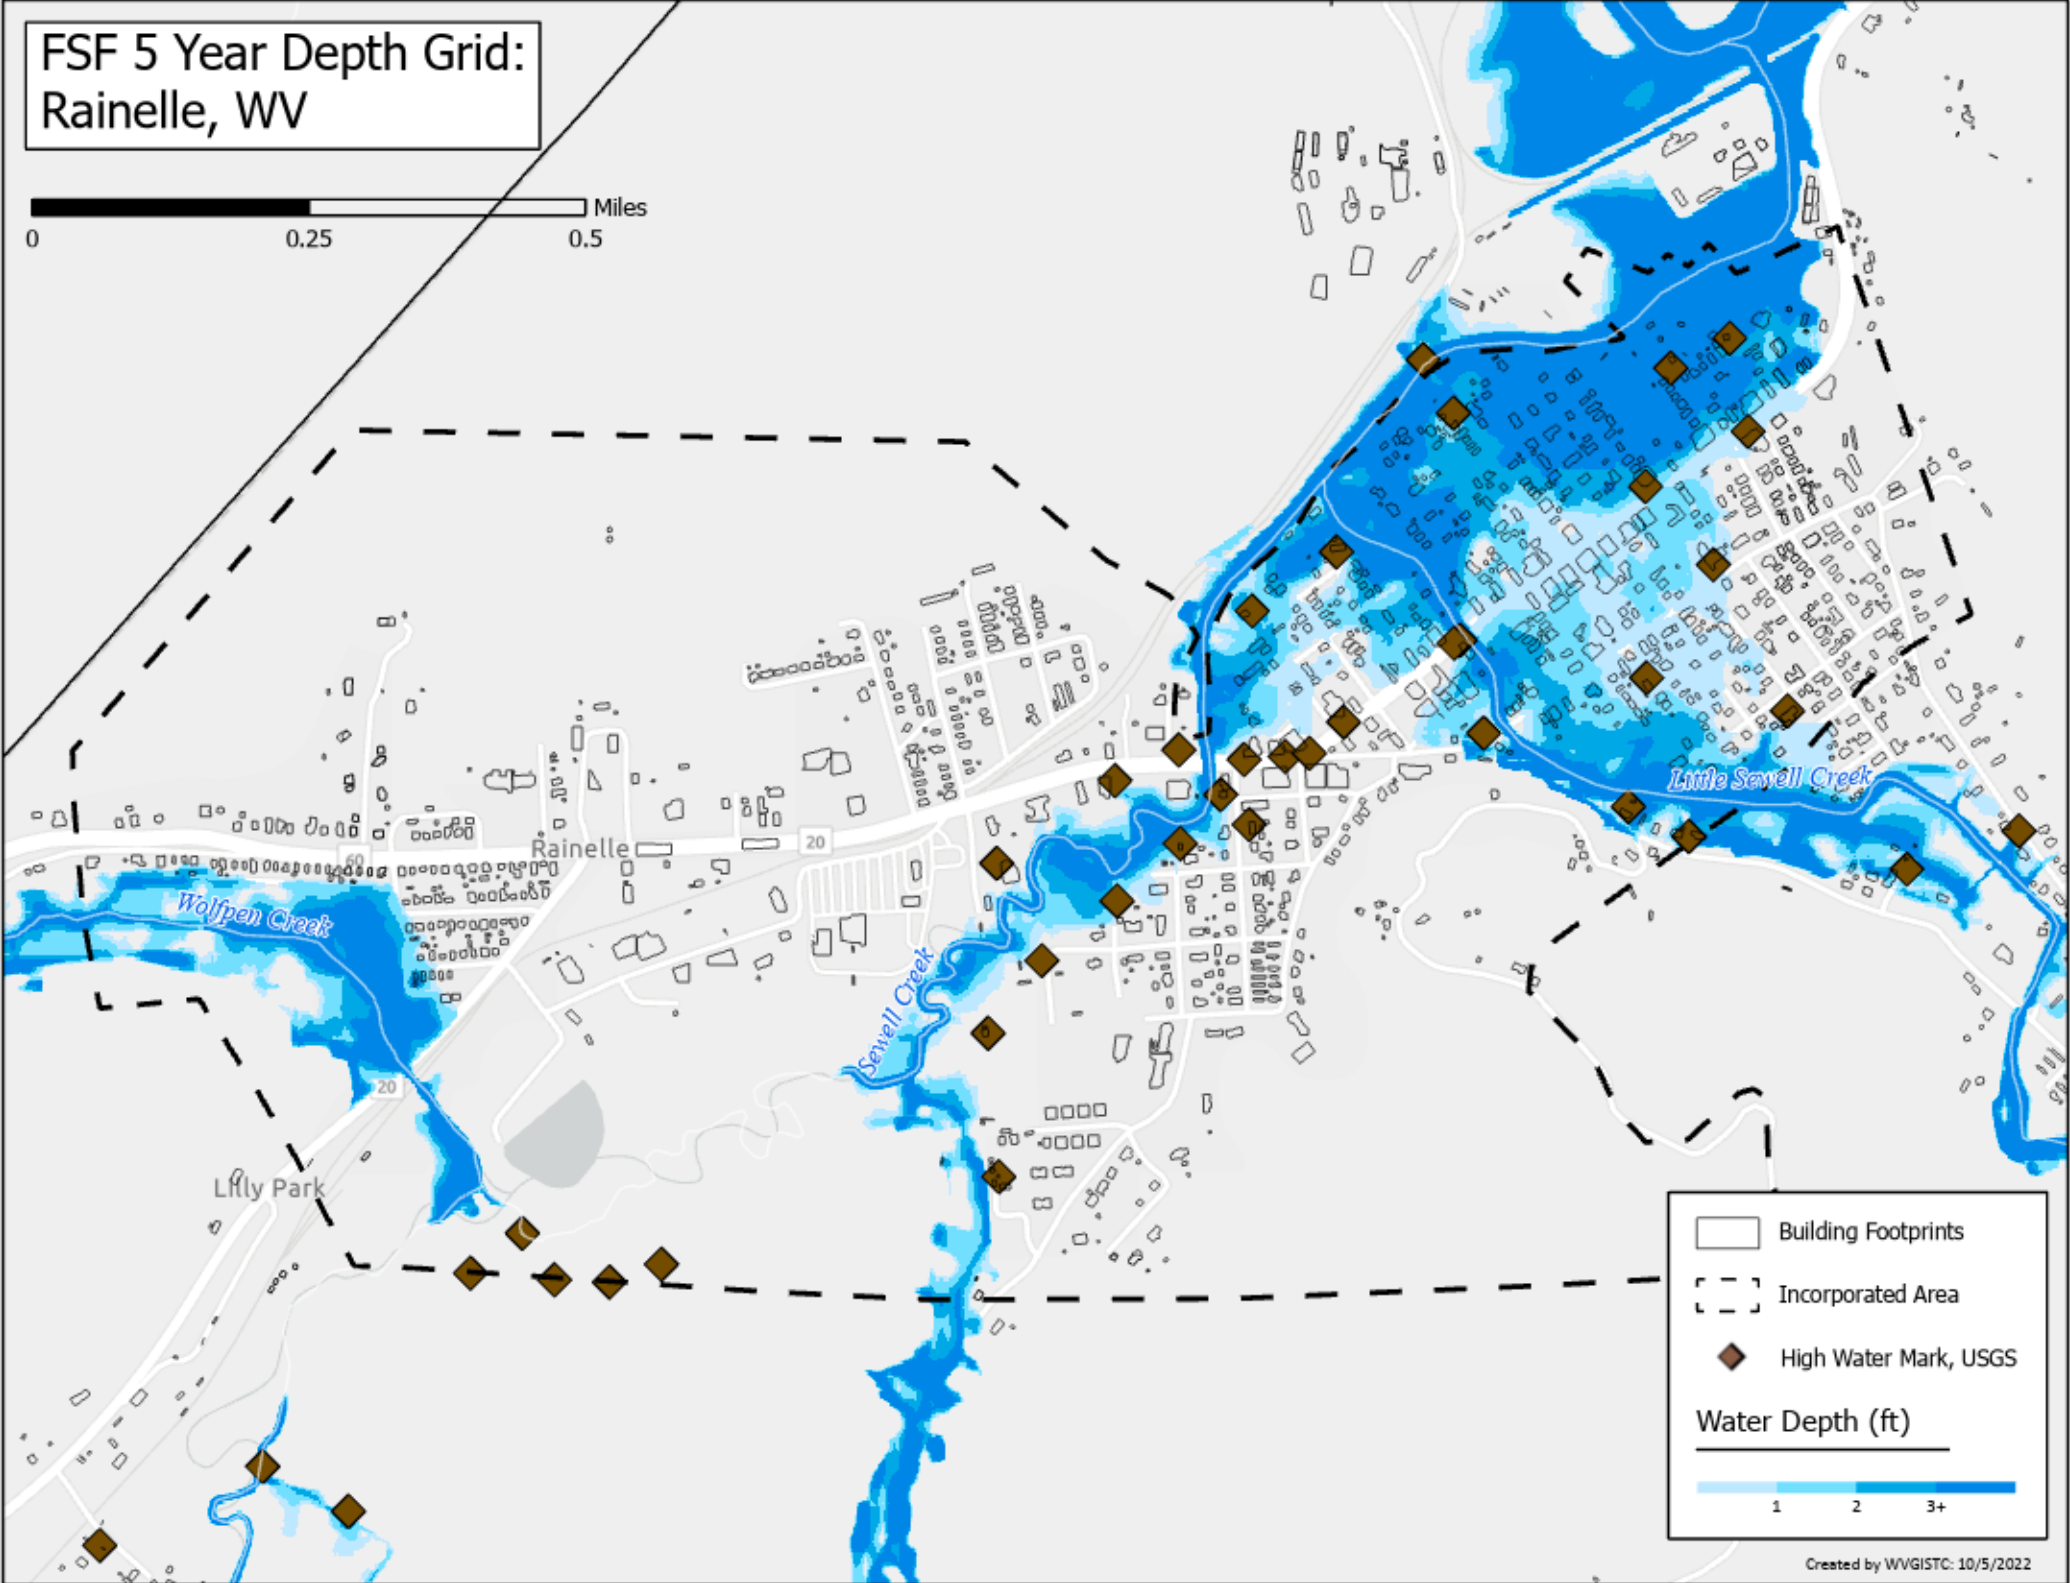 FSF 5 Year Depth Grid:
Rainelle, WV
Miles
0 0.25 0.5
Little Sewell Creek
60
Rainelle
20
Wolfpen Creek
Sewell Creek
20
Lilly Park
Building Footprints
Incorporated Area
High Water Mark, USGS
Water Depth (ft)
1 2 3+
Created by WVGISTC: 10/5/2022